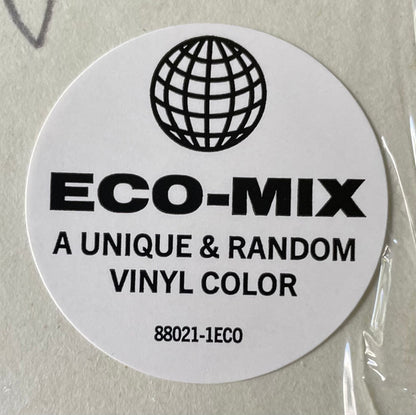 ECO-MIX
A UNIQUE & RANDOM
VINYL COLOR
88021-1ECO